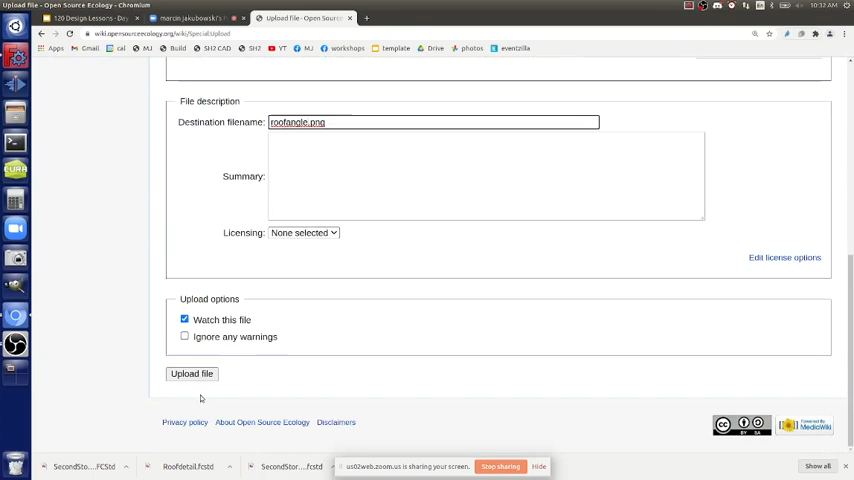 Upload file - Open Source Ecology - Chromium
10:32 AM
120 Design Lessons - Day
marcin jakubowski's
Upload file - Open Source
wiki.opensourceecology.org/wiki/Special:Upload
Apps Gmail cal MJ Build SH2 CAD SH2 YT MJ workshops template Drive photos eventzilla
File description
Destination filename: roofangle.png
Summary:
Licensing: None selected
Edit license options
Upload options
Watch this file
Ignore any warnings
Upload file
Privacy policy About Open Source Ecology Disclaimers
SecondSto....FCStd Roofdetail.fcstd SecondStor....fcstd us02web.zoom.us is sharing your screen. Stop sharing Hide Show all